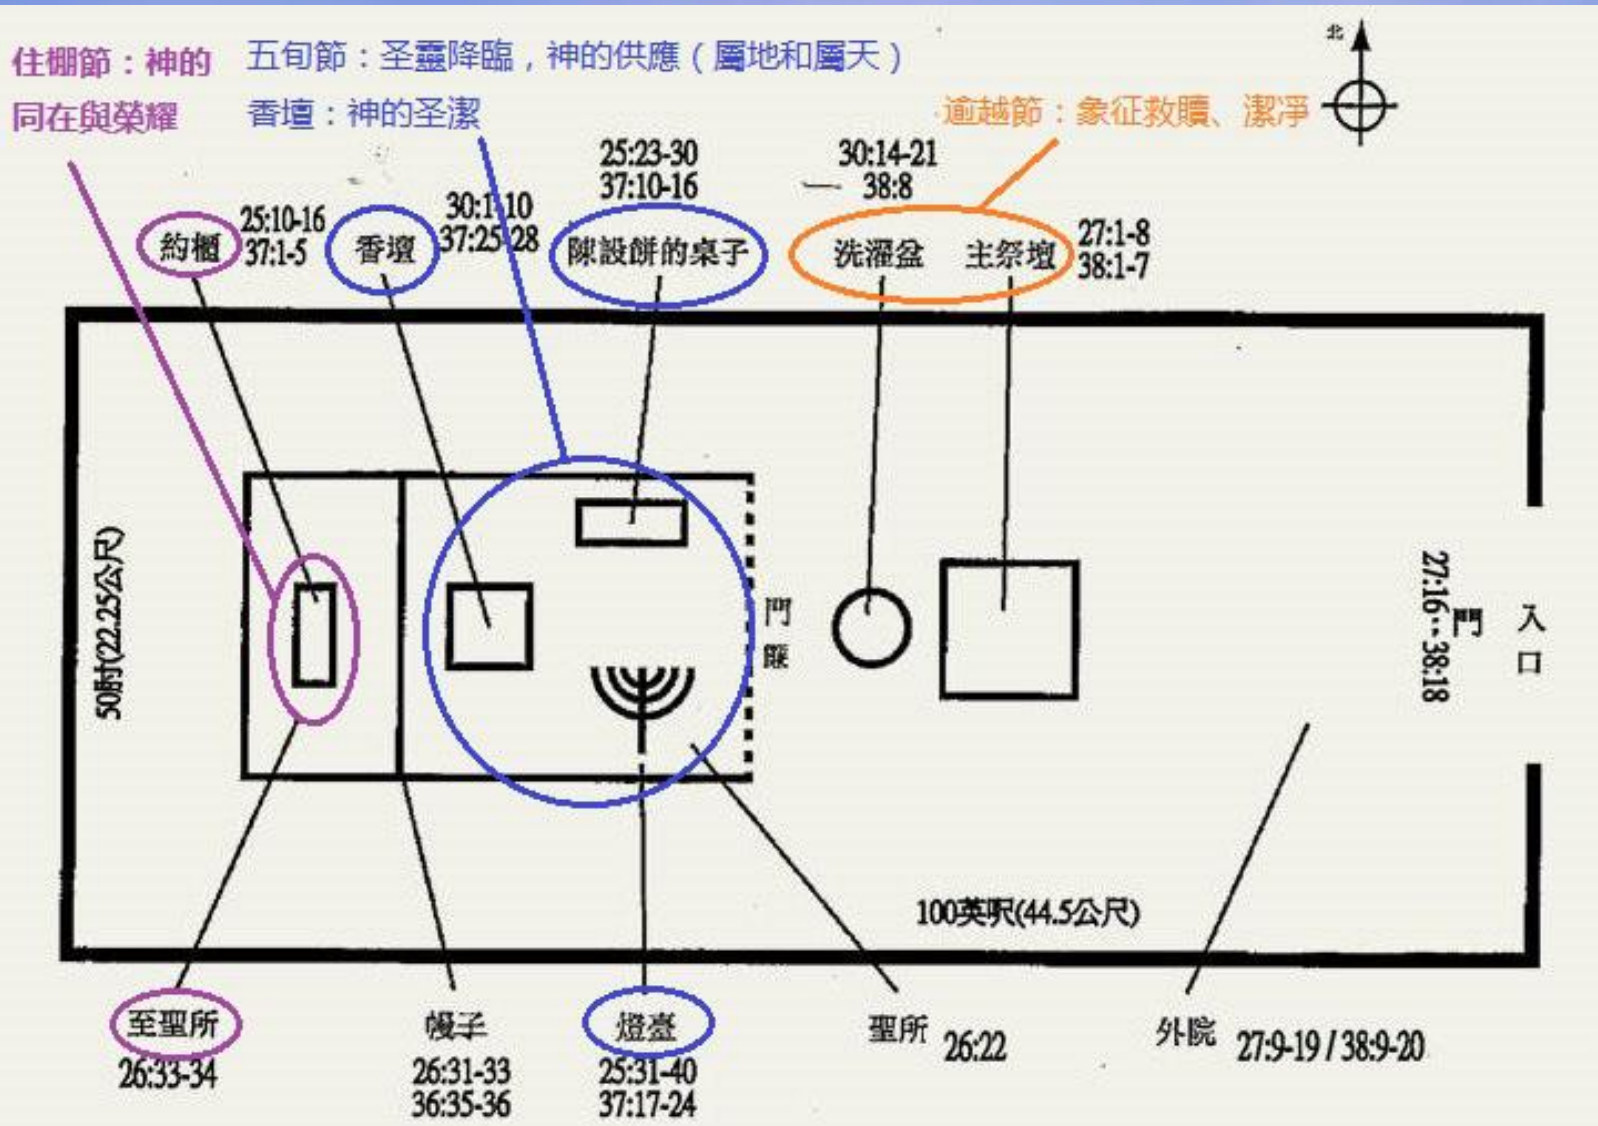 住棚節：神的
同在與榮耀
五旬節：圣靈降臨，神的供應（屬地和屬天）
香壇：神的圣潔
逾越節：象征救贖、潔凈
北
約櫃
25:10-16
37:1-5
香壇
30:1-10
37:25-28
25:23-30
37:10-16
陳設餅的桌子
30:14-21
38:8
洗濯盆
主祭壇
27:1-8
38:1-7
50肘(22.25公尺)
門簾
27:16··38:18
門
入口
100英呎(44.5公尺)
至聖所
26:33-34
幔子
26:31-33
36:35-36
燈臺
25:31-40
37:17-24
聖所
26:22
外院
27:9-19 / 38:9-20